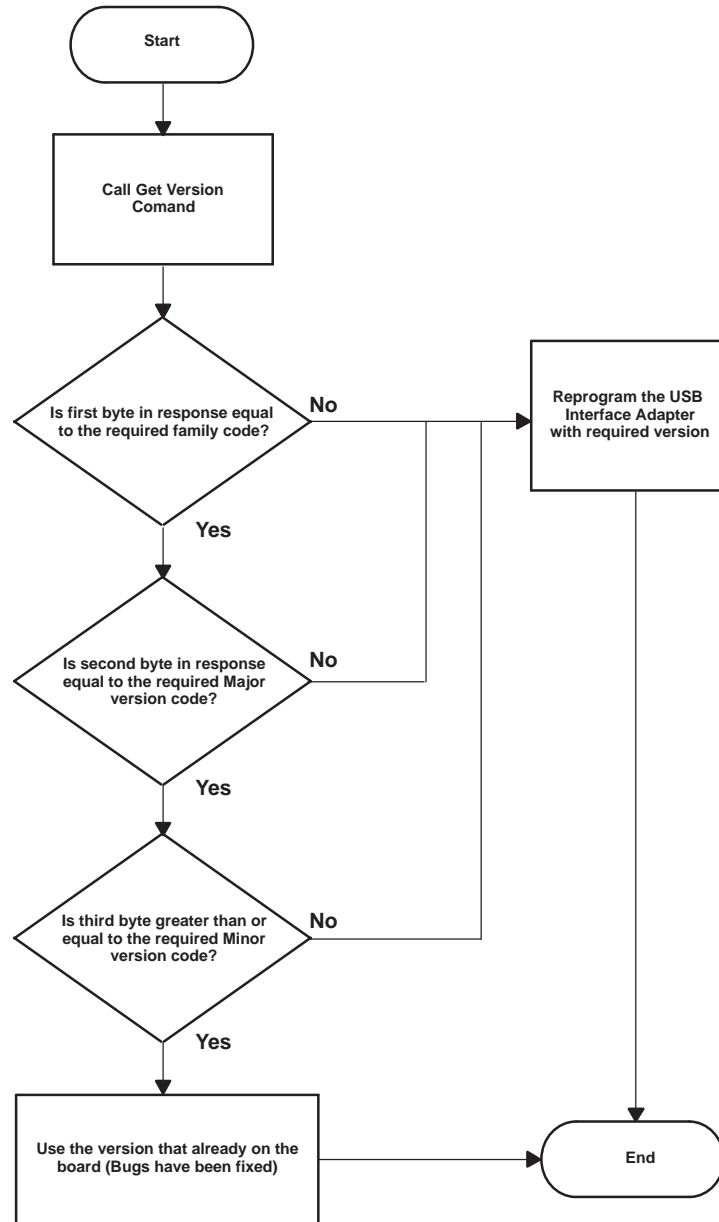 Start
Call Get Version
Comand
Is first byte in response equal
to the required family code?
No
Reprogram the USB
Interface Adapter
with required version
Yes
Is second byte in response
equal to the required Major
version code?
No
Yes
Is third byte greater than or
equal to the required Minor
version code?
No
Yes
Use the version that already on the
board (Bugs have been fixed)
End